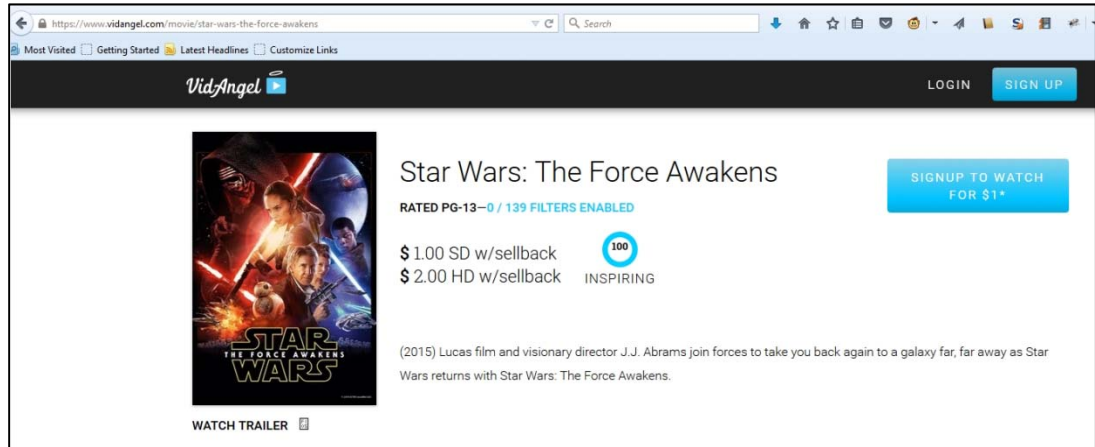 https://www.vidangel.com/movie/star-wars-the-force-awakens
Search
Most Visited Getting Started Latest Headlines Customize Links
VidAngel
LOGIN
SIGN UP
Star Wars: The Force Awakens
SIGNUP TO WATCH
FOR $1*
RATED PG-13—0 / 139 FILTERS ENABLED
$ 1.00 SD w/sellback
$ 2.00 HD w/sellback
100
INSPIRING
STAR
THE FORCE AWAKENS
WARS
(2015) Lucas film and visionary director J.J. Abrams join forces to take you back again to a galaxy far, far away as Star
Wars returns with Star Wars: The Force Awakens.
WATCH TRAILER